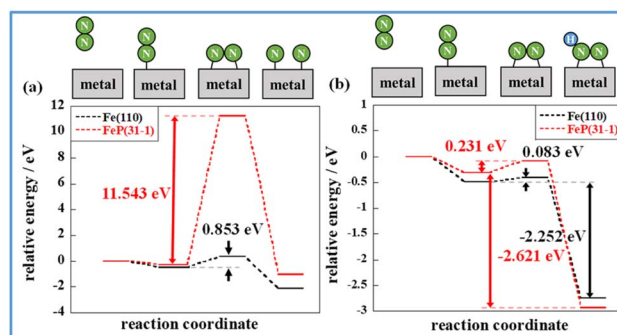 N N N N N N N N
metal metal metal metal
(a)
12
10
8
6
4
2
0
-2
-4
Fe(110)
FeP(31-1)
11.543 eV
0.853 eV
relative energy / eV
reaction coordinate
N N N N N N H N N
metal metal metal metal
(b)
1
0.5
0
-0.5
-1
-1.5
-2
-2.5
-3
Fe(110)
FeP(31-1)
0.231 eV
0.083 eV
-2.252 eV
-2.621 eV
relative energy / eV
reaction coordinate